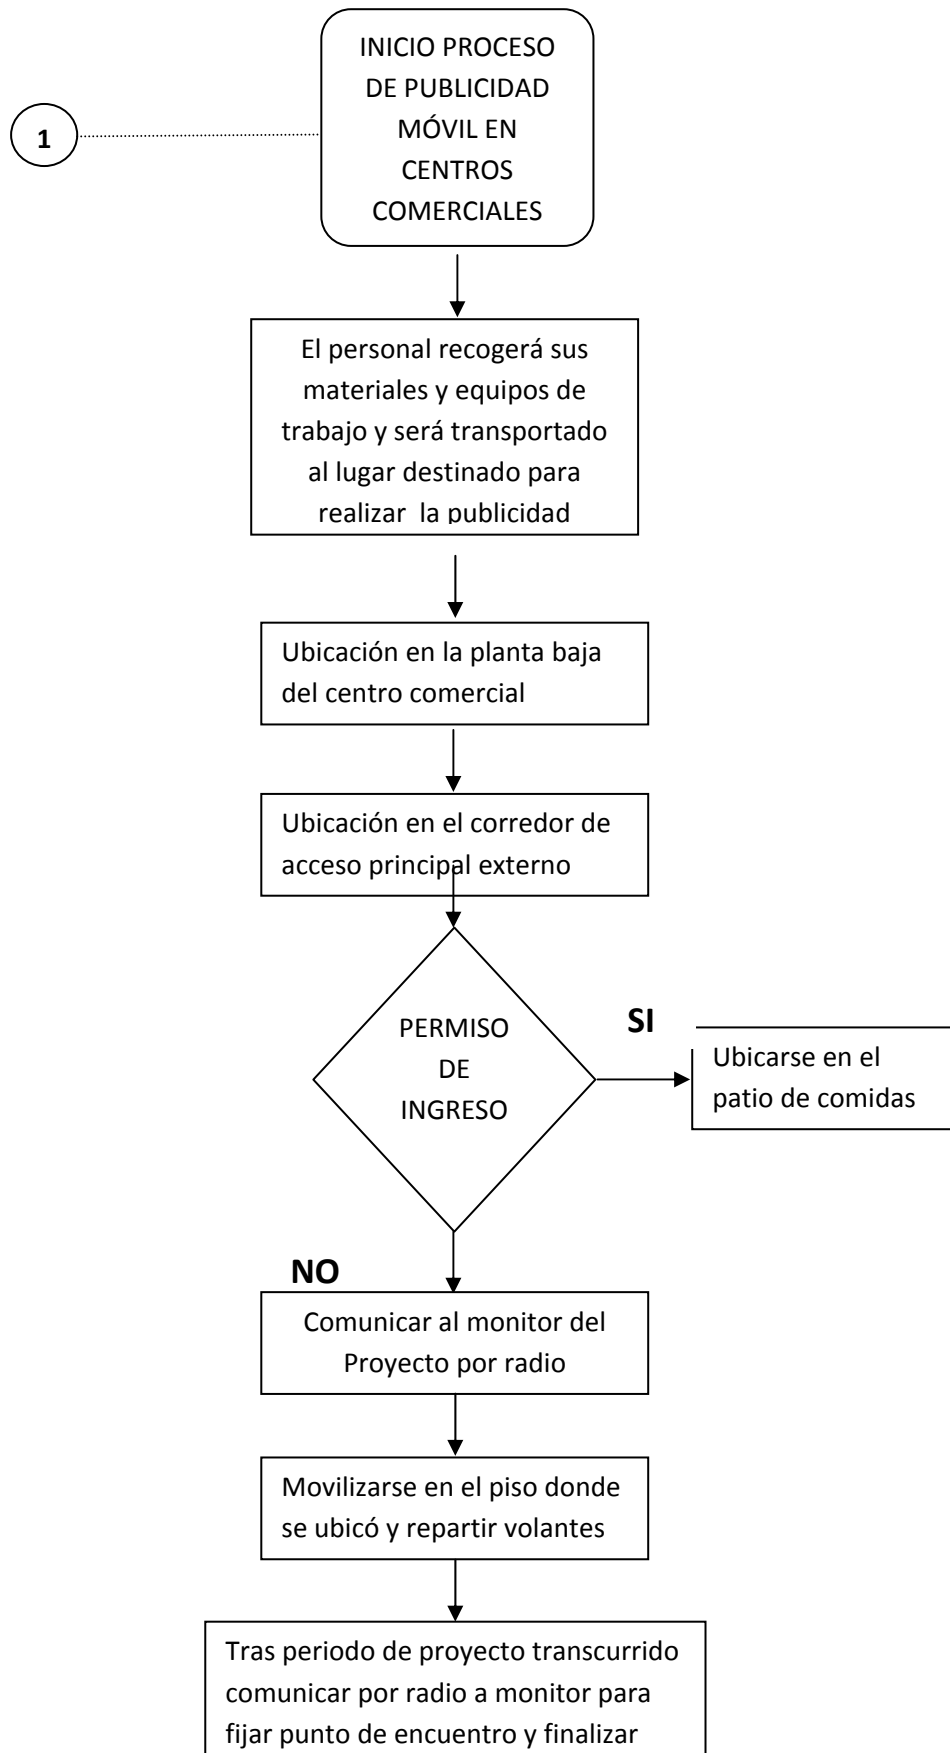 INICIO PROCESO
DE PUBLICIDAD
MÓVIL EN
CENTROS
COMERCIALES
1
El personal recogerá sus
materiales y equipos de
trabajo y será transportado
al lugar destinado para
realizar la publicidad
Ubicación en la planta baja
del centro comercial
Ubicación en el corredor de
acceso principal externo
PERMISO
DE
INGRESO
SI
Ubicarse en el
patio de comidas
NO
Comunicar al monitor del
Proyecto por radio
Movilizarse en el piso donde
se ubicó y repartir volantes
Tras periodo de proyecto transcurrido
comunicar por radio a monitor para
fijar punto de encuentro y finalizar